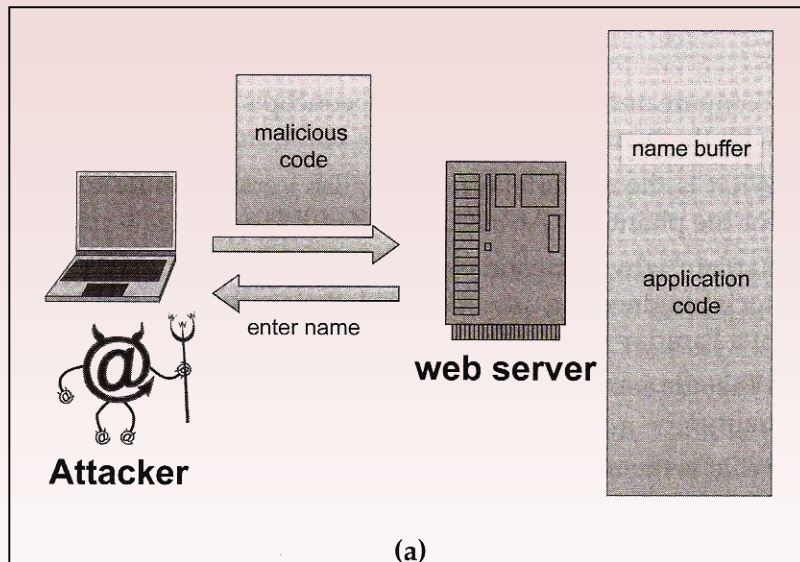 malicious
code
name buffer
application
code
enter name
web server
@
Attacker
(a)